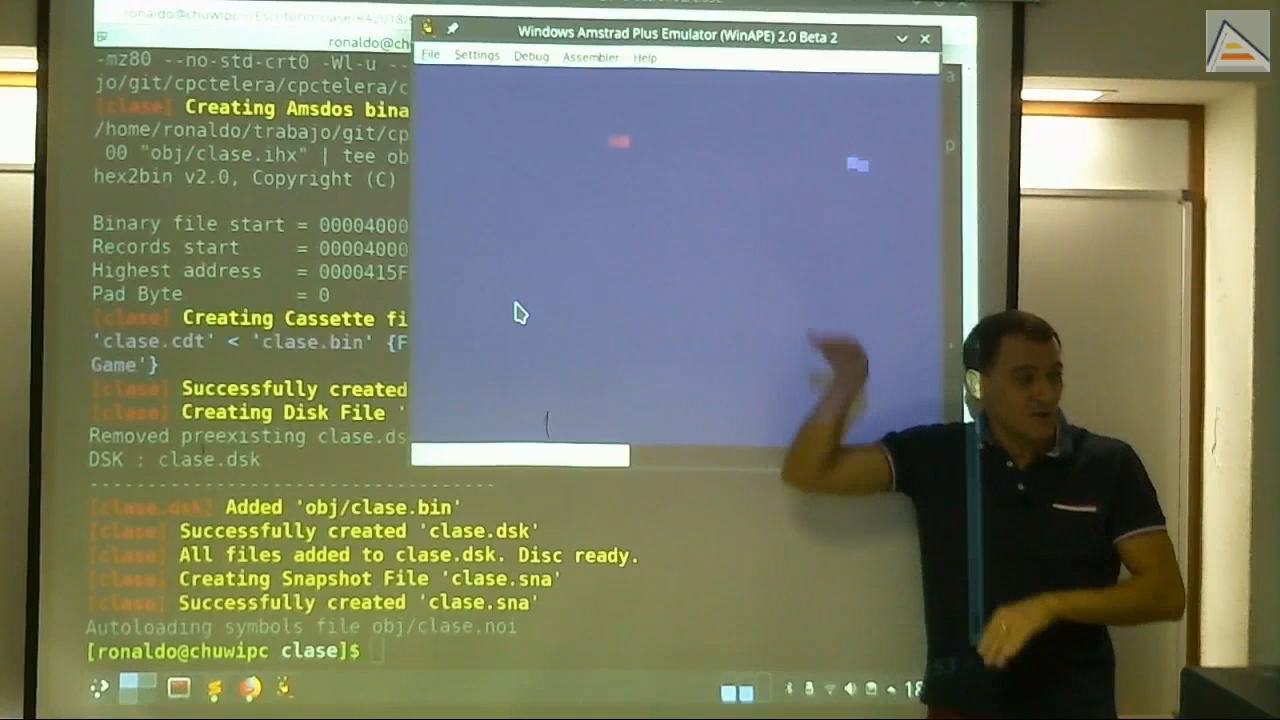 Windows Amstrad Plus Emulator (WinAPE) 2.0 Beta 2
File Settings Debug Assembler Help
ronaldo@chu
-mz80 --no-std-crt0 -Wl-u --
jo/git/cpctelera/cpctelera/c
[clase] Creating Amsdos bina
/home/ronaldo/trabajo/git/cp
00 "obj/clase.ihx" | tee ob
hex2bin v2.0, Copyright (C)
Binary file start = 00004000
Records start = 00004000
Highest address = 0000415F
Pad Byte = 0
[clase] Creating Cassette fi
'clase.cdt' < 'clase.bin' {F
Game'}
[clase] Successfully created
[clase] Creating Disk File '
Removed preexisting clase.ds
DSK : clase.dsk
--------------------------------
[clase.dsk] Added 'obj/clase.bin'
[clase] Successfully created 'clase.dsk'
[clase] All files added to clase.dsk. Disc ready.
[clase] Creating Snapshot File 'clase.sna'
[clase] Successfully created 'clase.sna'
Autoloading symbols file obj/clase.noi
[ronaldo@chuwipc clase]$